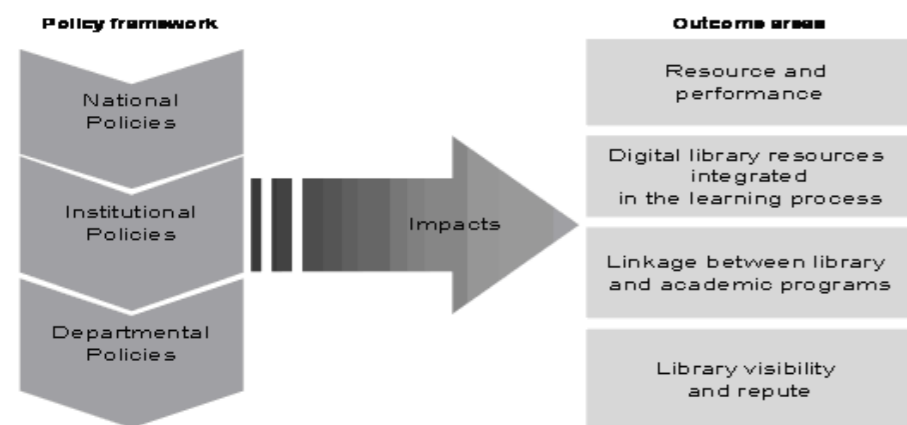 Policy framework
National
Policies
Institutional
Policies
Departmental
Policies
Impacts
Outcome areas
Resource and
performance
Digital library resources
integrated
in the learning process
Linkage between library
and academic programs
Library visibility
and repute